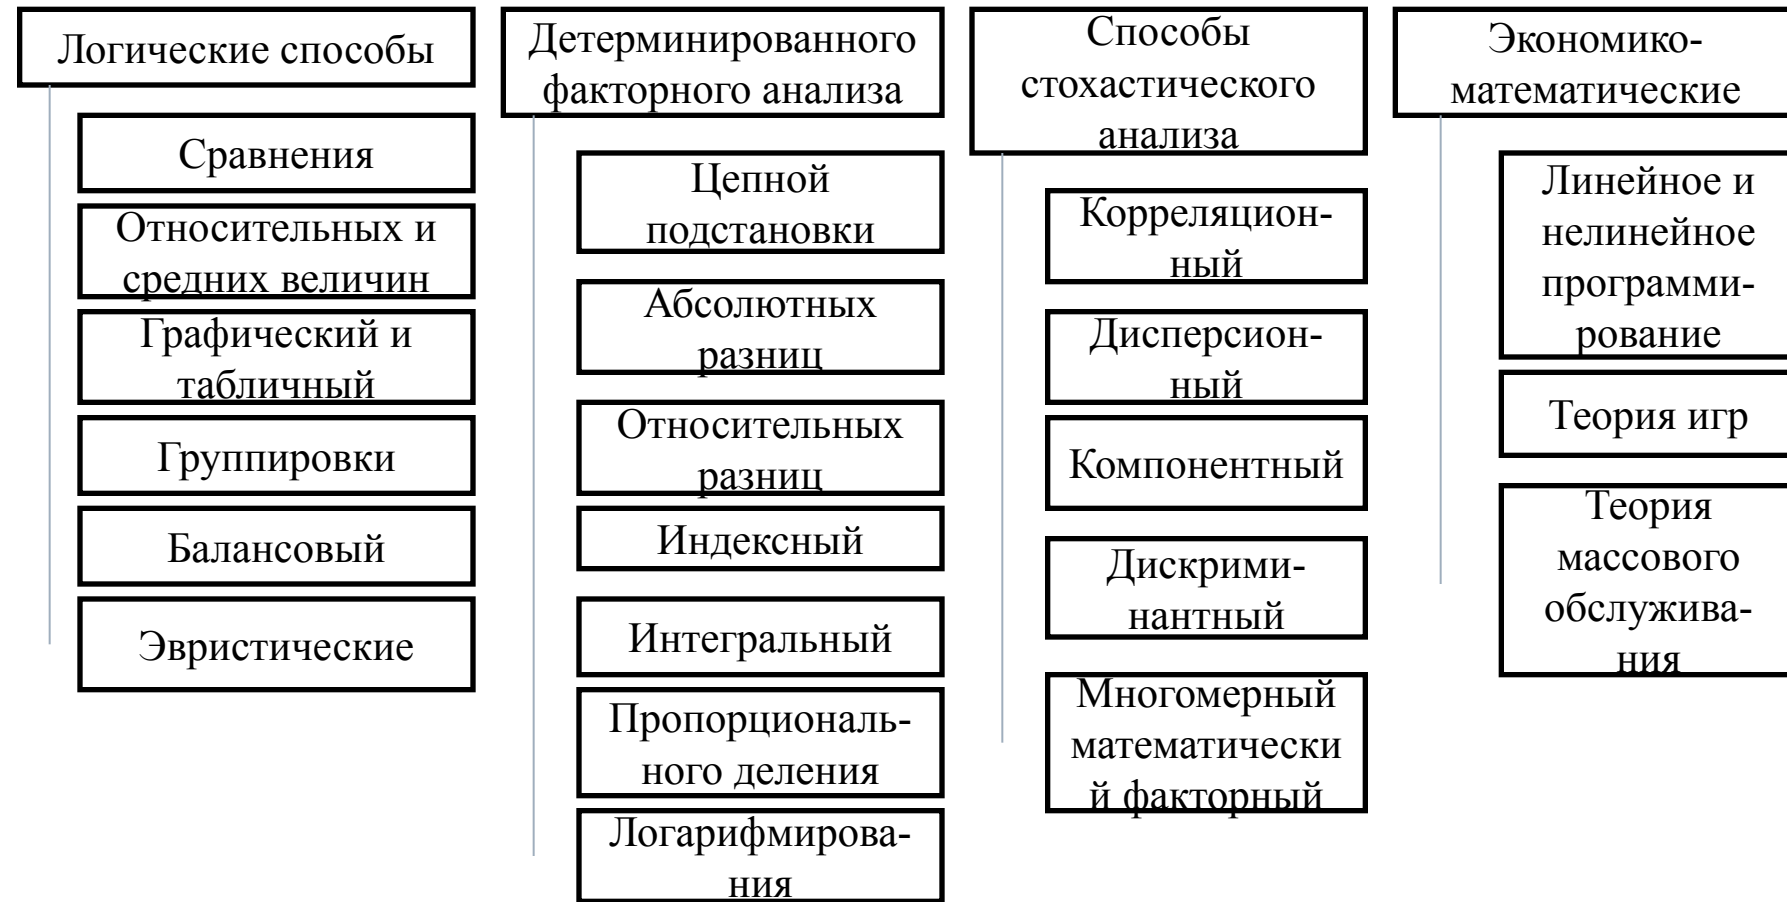 Логические способы
Сравнения
Относительных и
средних величин
Графический и
табличный
Группировки
Балансовый
Эвристические
Детерминированного
факторного анализа
Цепной
подстановки
Абсолютных
разниц
Относительных
разниц
Индексный
Интегральный
Пропорциональ-
ного деления
Логарифмирова-
ния
Способы
стохастического
анализа
Корреляцион-
ный
Дисперсион-
ный
Компонентный
Дискрими-
нантный
Многомерный
математически
й факторный
Экономико-
математические
Линейное и
нелинейное
программи-
рование
Теория игр
Теория
массового
обслужива-
ния